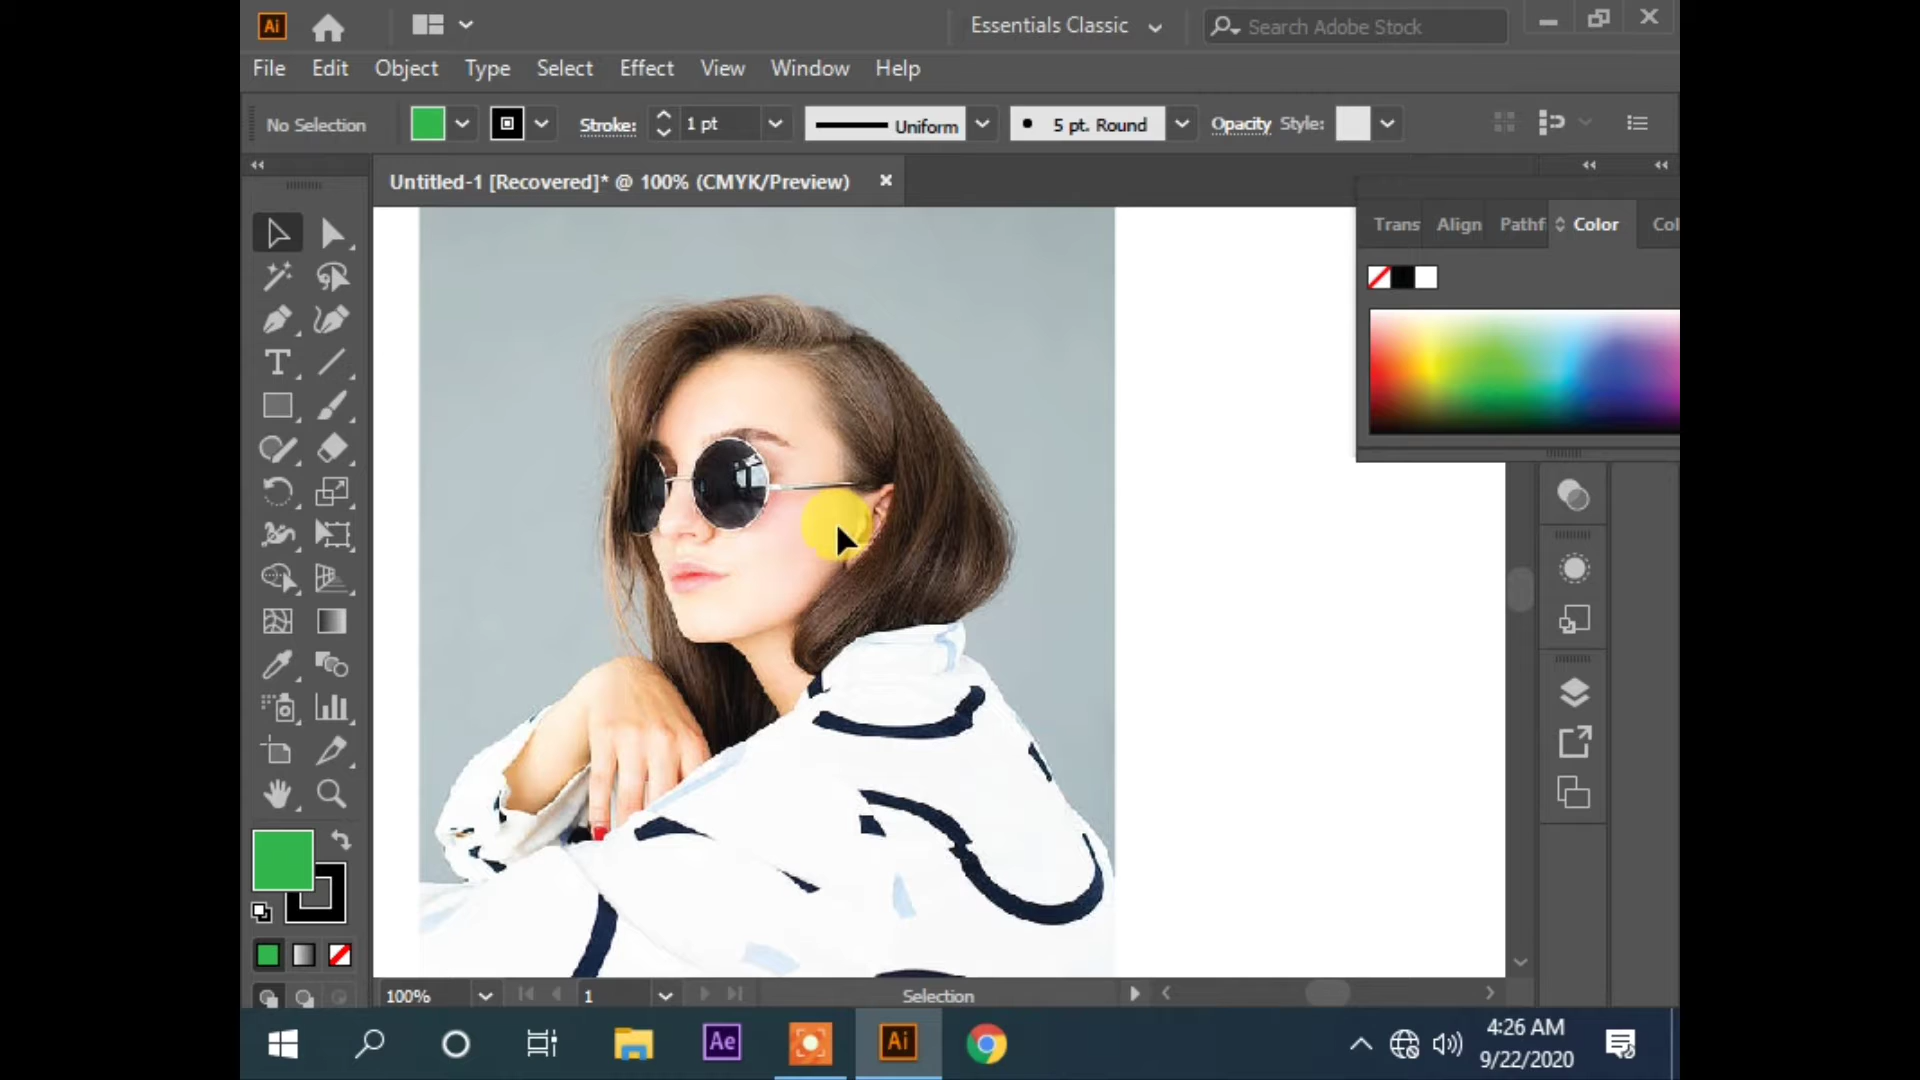 Ai
Essentials Classic
Search Adobe Stock
File Edit Object Type Select Effect View Window Help
No Selection
Stroke: 1 pt
Uniform
5 pt. Round
Opacity Style:
Untitled-1 [Recovered]* @ 100% (CMYK/Preview)
Trans Align Pathf Color Col
T
100%
1
Selection
Ae
Ai
4:26 AM
9/22/2020